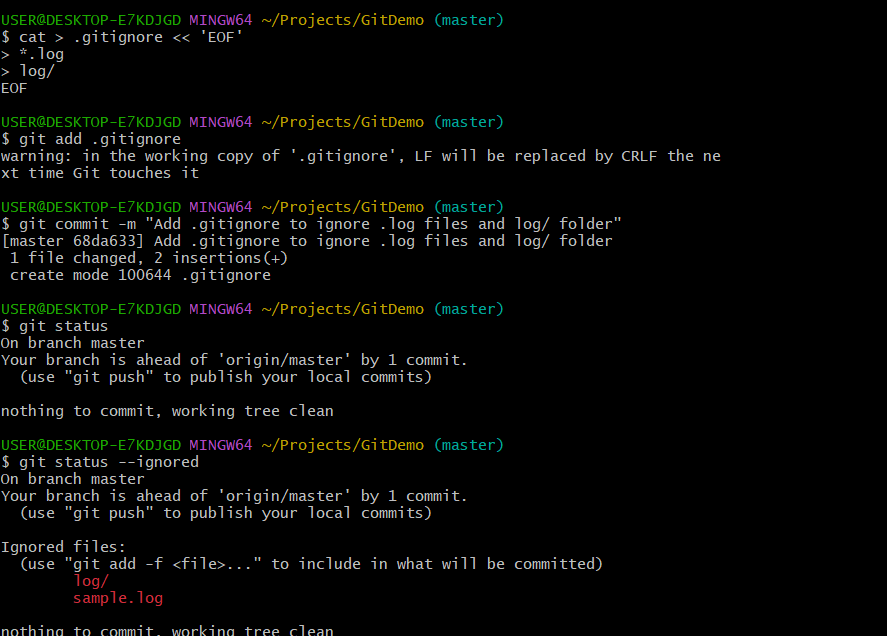 USER@DESKTOP-E7KDJGD MINGW64 ~/Projects/GitDemo (master)
$ cat > .gitignore << 'EOF'
> *.log
> log/
EOF
USER@DESKTOP-E7KDJGD MINGW64 ~/Projects/GitDemo (master)
$ git add .gitignore
warning: in the working copy of '.gitignore', LF will be replaced by CRLF the ne
xt time Git touches it
USER@DESKTOP-E7KDJGD MINGW64 ~/Projects/GitDemo (master)
$ git commit -m "Add .gitignore to ignore .log files and log/ folder"
[master 68da633] Add .gitignore to ignore .log files and log/ folder
 1 file changed, 2 insertions(+)
 create mode 100644 .gitignore
USER@DESKTOP-E7KDJGD MINGW64 ~/Projects/GitDemo (master)
$ git status
On branch master
Your branch is ahead of 'origin/master' by 1 commit.
  (use "git push" to publish your local commits)
nothing to commit, working tree clean
USER@DESKTOP-E7KDJGD MINGW64 ~/Projects/GitDemo (master)
$ git status --ignored
On branch master
Your branch is ahead of 'origin/master' by 1 commit.
  (use "git push" to publish your local commits)
Ignored files:
  (use "git add -f <file>..." to include in what will be committed)
        log/
        sample.log
nothing to commit, working tree clean